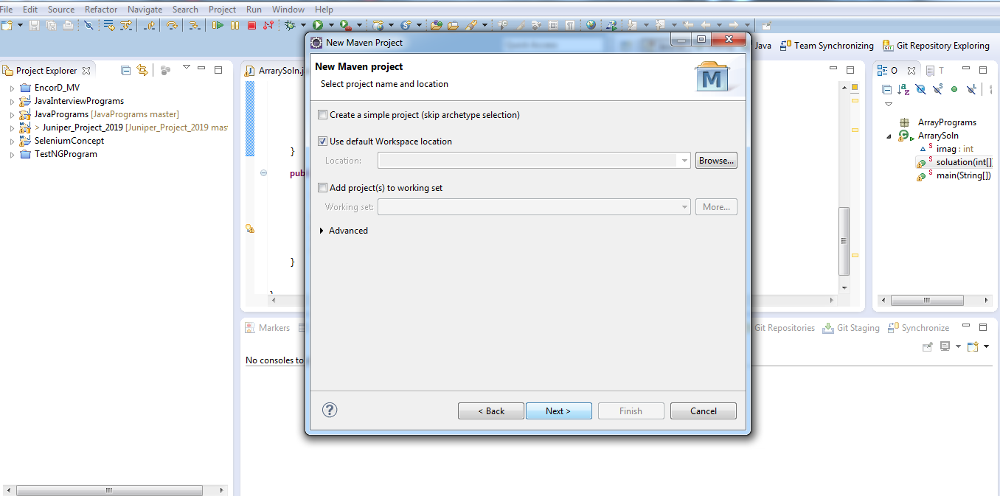 File Edit Source Refactor Navigate Search Project Run Window Help
New Maven Project
Java Team Synchronizing Git Repository Exploring
Project Explorer
EncorD_MV
JavaInterviewPrograms
JavaPrograms [JavaPrograms master]
> Juniper_Project_2019 [Juniper_Project_2019 mas
SeleniumConcept
TestNGProgram
ArrarySoln.j
}
pub
}
}
New Maven project
Select project name and location
M
Create a simple project (skip archetype selection)
Use default Workspace location
Location: Browse...
Add project(s) to working set
Working set: More...
Advanced
? < Back Next > Finish Cancel
O T
ArrayPrograms
ArrarySoln
irnag : int
soluation(int[]
main(String[])
Markers
Git Repositories Git Staging Synchronize
No consoles to